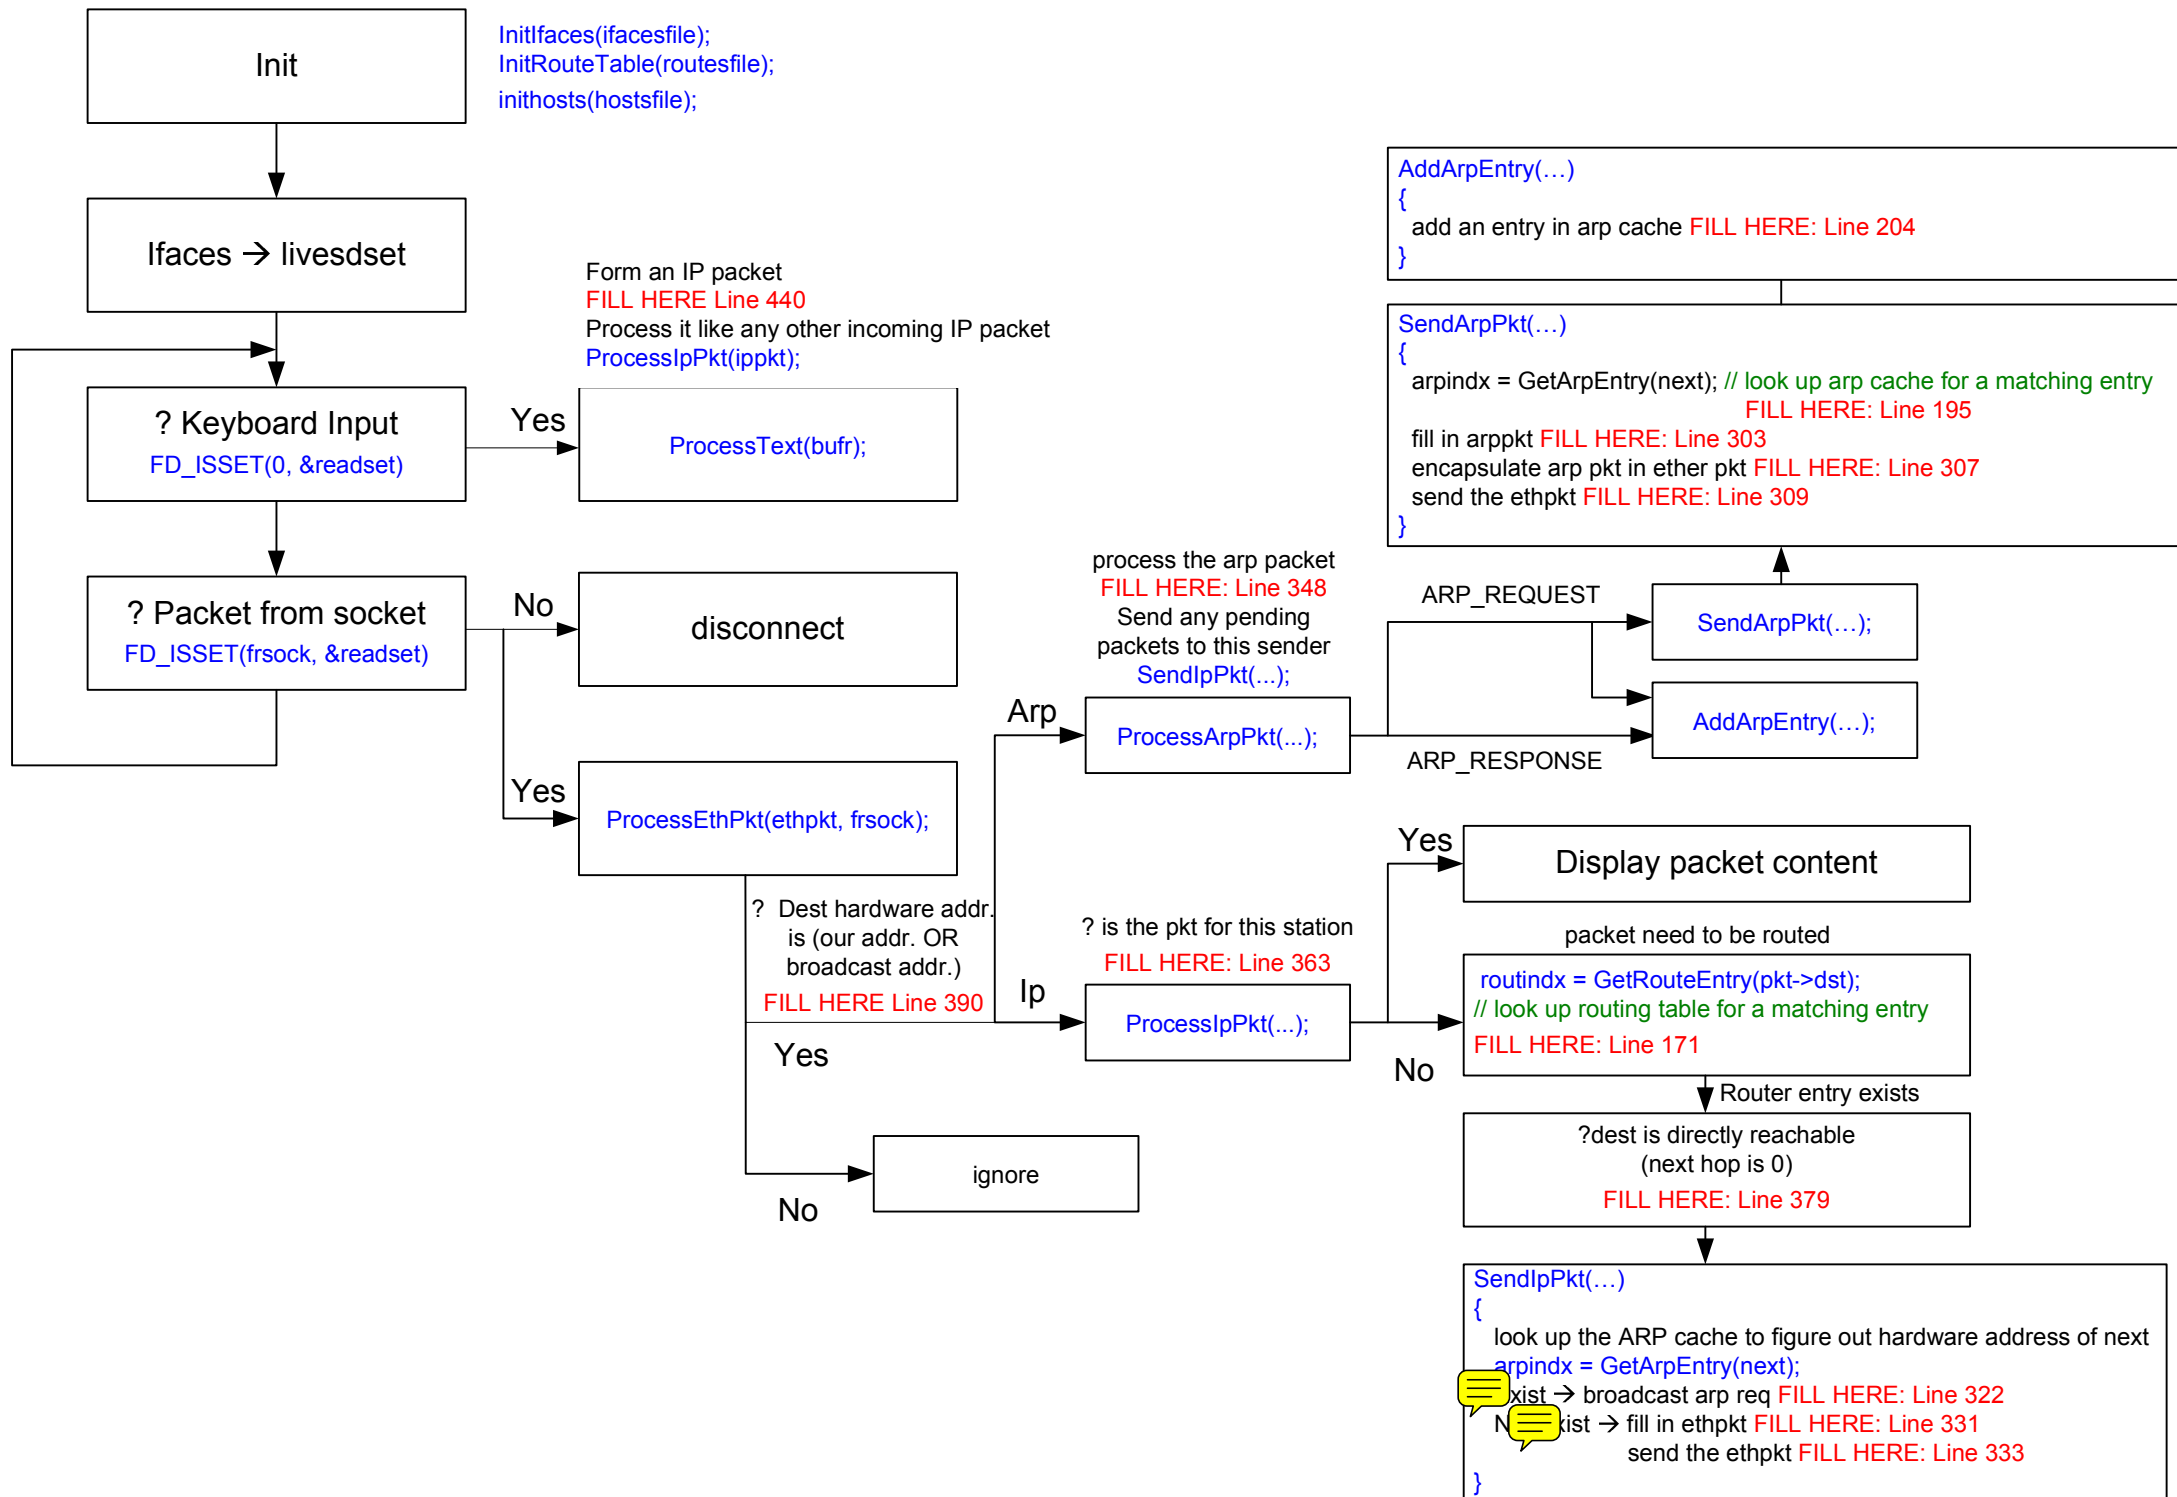 Init
InitIfaces(ifacesfile);
InitRouteTable(routesfile);
inithosts(hostsfile);
Ifaces → livesdset
Form an IP packet
FILL HERE Line 440
Process it like any other incoming IP packet
ProcessIpPkt(ippkt);
? Keyboard Input
FD_ISSET(0, &readset)
Yes
ProcessText(bufr);
? Packet from socket
FD_ISSET(frsock, &readset)
No
disconnect
Yes
ProcessEthPkt(ethpkt, frsock);
? Dest hardware addr.
is (our addr. OR
broadcast addr.)
FILL HERE Line 390
Yes
No
ignore
Arp
process the arp packet
FILL HERE: Line 348
Send any pending
packets to this sender
SendIpPkt(...);
ProcessArpPkt(...);
ARP_REQUEST
ARP_RESPONSE
SendArpPkt(…);
AddArpEntry(…);
AddArpEntry(…)
{
add an entry in arp cache FILL HERE: Line 204
}
SendArpPkt(…)
{
arpindx = GetArpEntry(next); // look up arp cache for a matching entry
FILL HERE: Line 195
fill in arppkt FILL HERE: Line 303
encapsulate arp pkt in ether pkt FILL HERE: Line 307
send the ethpkt FILL HERE: Line 309
}
Ip
? is the pkt for this station
FILL HERE: Line 363
ProcessIpPkt(...);
Yes
Display packet content
No
packet need to be routed
routindx = GetRouteEntry(pkt->dst);
// look up routing table for a matching entry
FILL HERE: Line 171
Router entry exists
?dest is directly reachable
(next hop is 0)
FILL HERE: Line 379
SendIpPkt(…)
{
look up the ARP cache to figure out hardware address of next
arpindx = GetArpEntry(next);
→ broadcast arp req FILL HERE: Line 322
→ fill in ethpkt FILL HERE: Line 331
send the ethpkt FILL HERE: Line 333
}